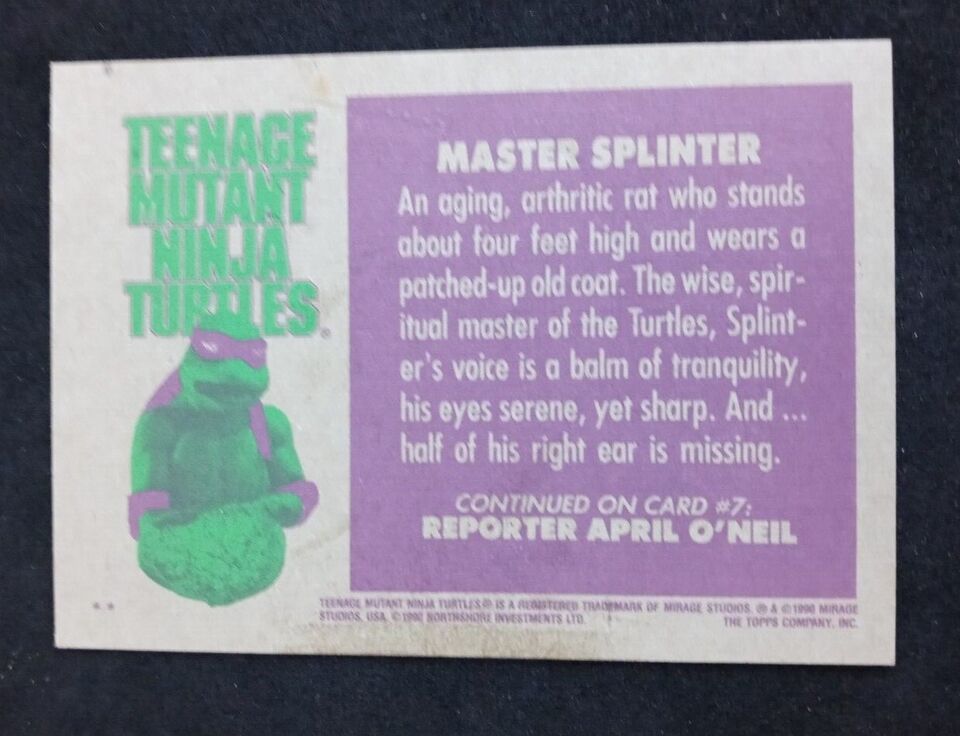 TEENAGE
MUTANT
NINJA
TURTLES®
MASTER SPLINTER
An aging, arthritic rat who stands
about four feet high and wears a
patched-up old coat. The wise, spir-
itual master of the Turtles, Splint-
er's voice is a balm of tranquility,
his eyes serene, yet sharp. And ...
half of his right ear is missing.
CONTINUED ON CARD #7:
REPORTER APRIL O'NEIL
* *
TEENAGE MUTANT NINJA TURTLES® IS A REGISTERED TRADEMARK OF MIRAGE STUDIOS. ® & © 1990 MIRAGE
STUDIOS, USA. © 1990 NORTHSHORE INVESTMENTS LTD. THE TOPPS COMPANY, INC.